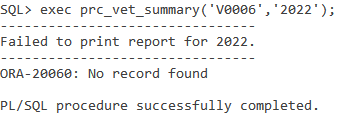 SQL> exec prc_vet_summary('V0006','2022');
--------------------------------
Failed to print report for 2022.
--------------------------------
ORA-20060: No record found
PL/SQL procedure successfully completed.